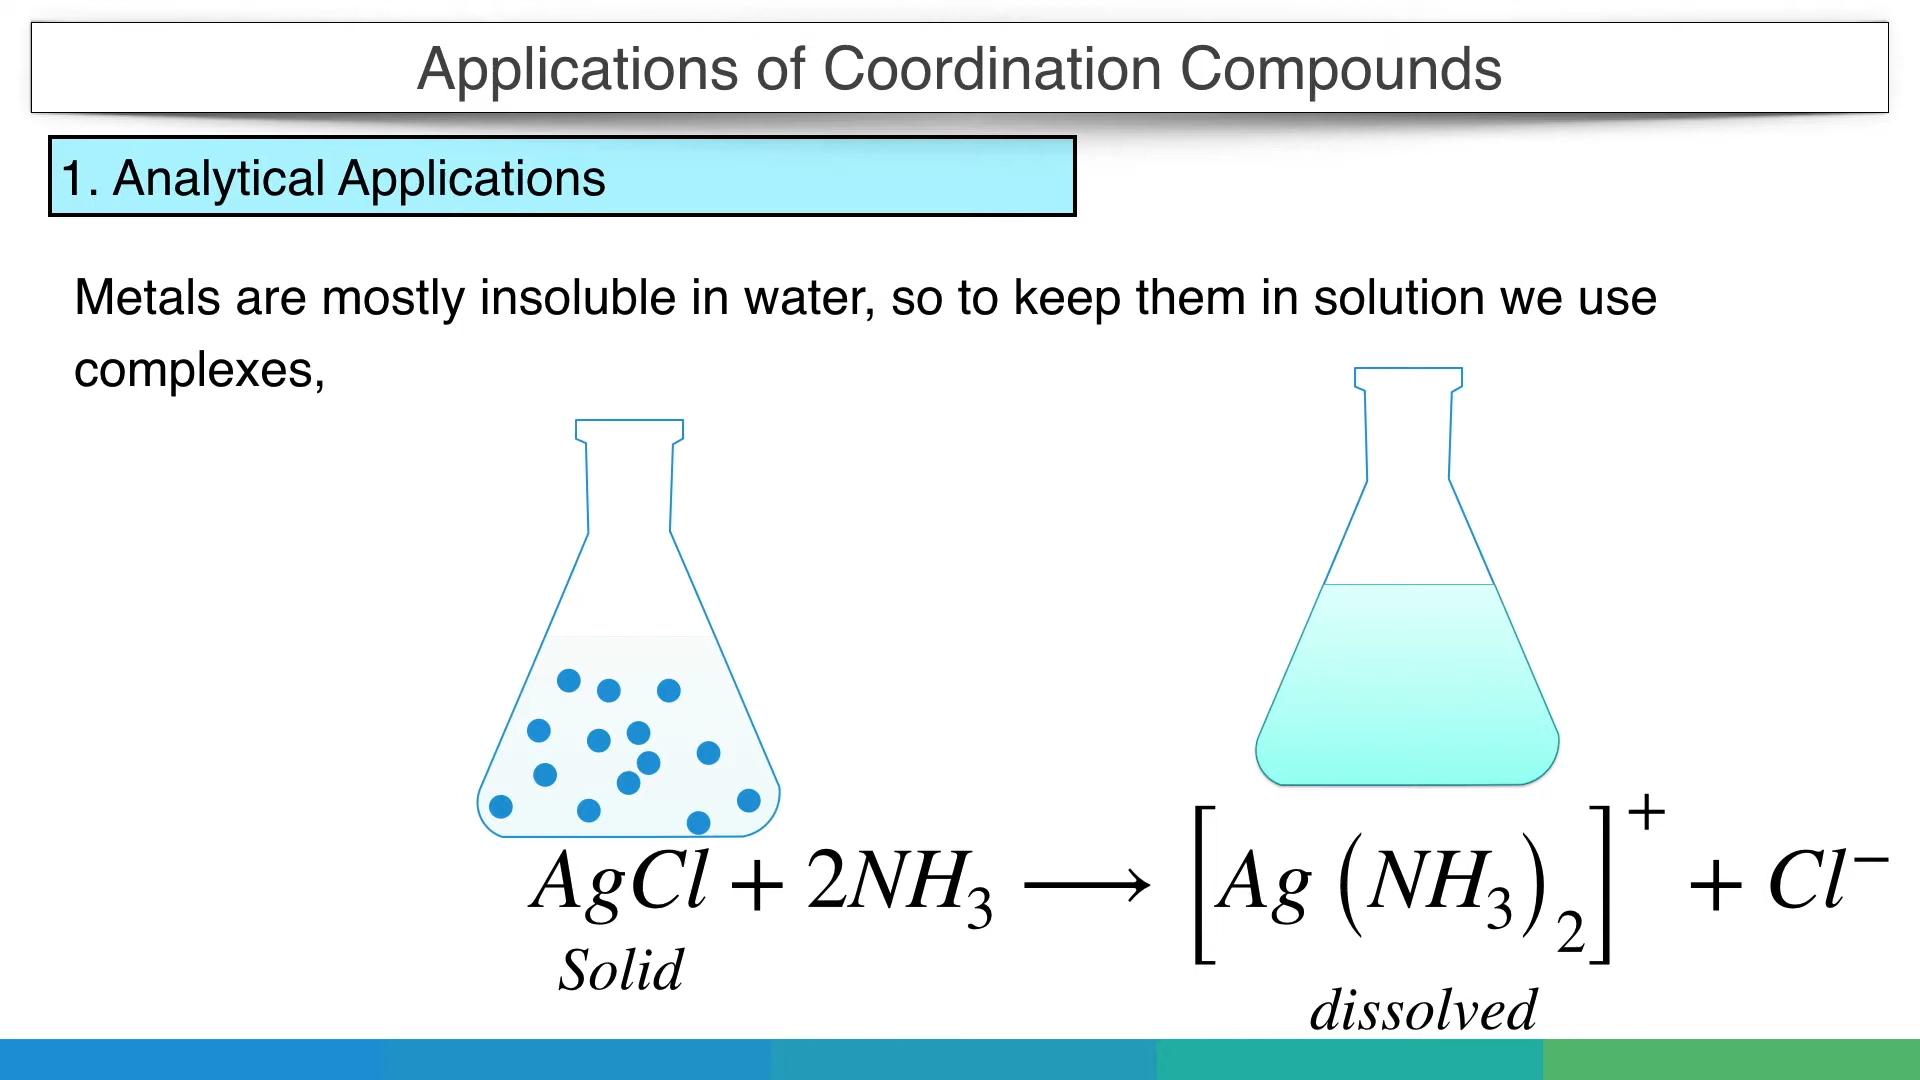 Applications of Coordination Compounds
1. Analytical Applications
Metals are mostly insoluble in water, so to keep them in solution we use
complexes,
AgCl + 2NH₃ ⟶ [Ag (NH₃)₂]⁺ + Cl⁻
Solid
dissolved